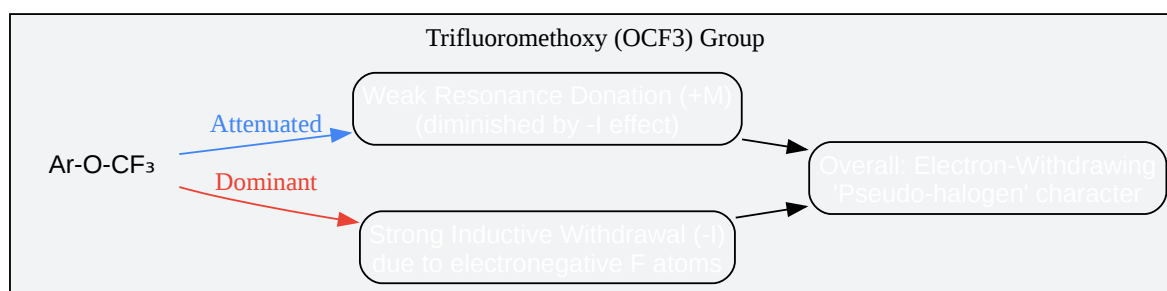 Trifluoromethoxy (OCF3) Group
Weak Resonance Donation (+M)
(diminished by -I effect)
Attenuated
Ar-O-CF₃
Dominant
Overall: Electron-Withdrawing
'Pseudo-halogen' character
Strong Inductive Withdrawal (-I)
due to electronegative F atoms